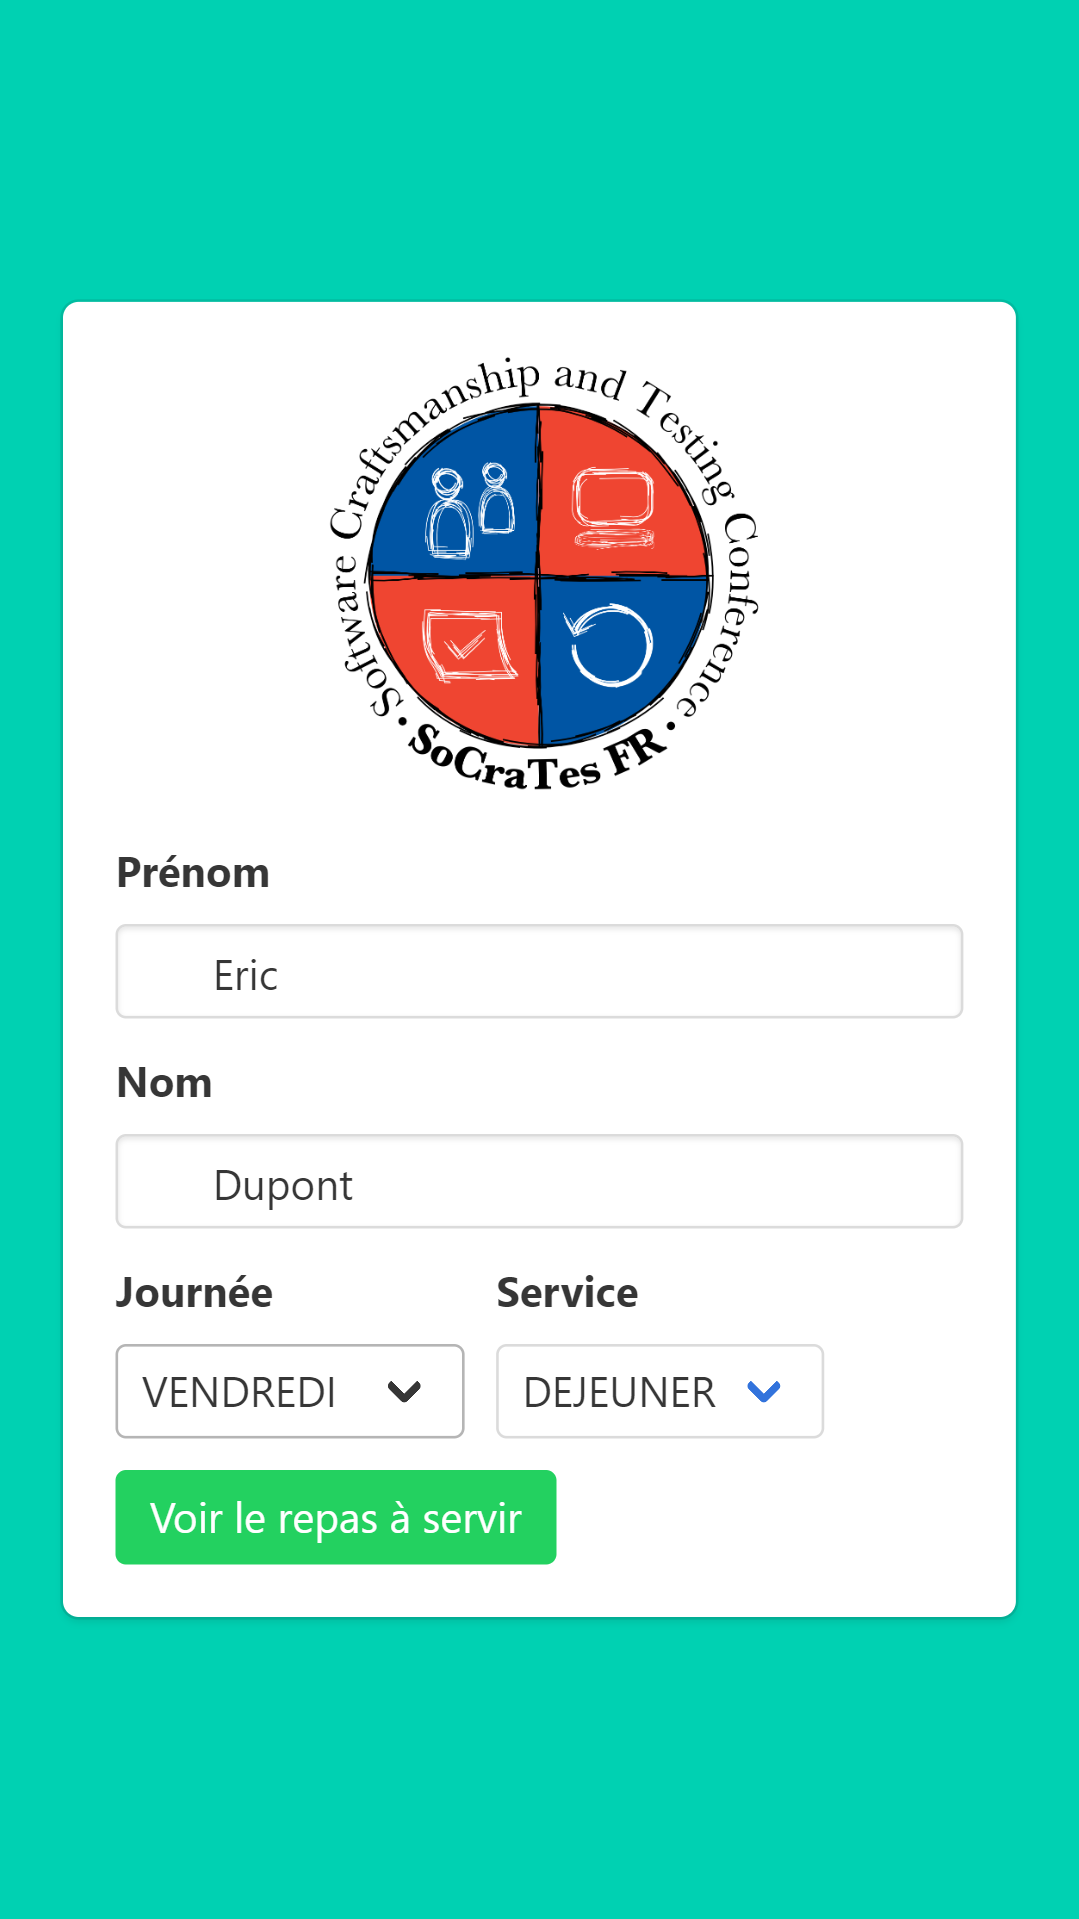 Software Craftsmanship and Testing Conference
• SoCraTes FR •
Prénom
Eric
Nom
Dupont
Journée Service
VENDREDI DEJEUNER
Voir le repas à servir